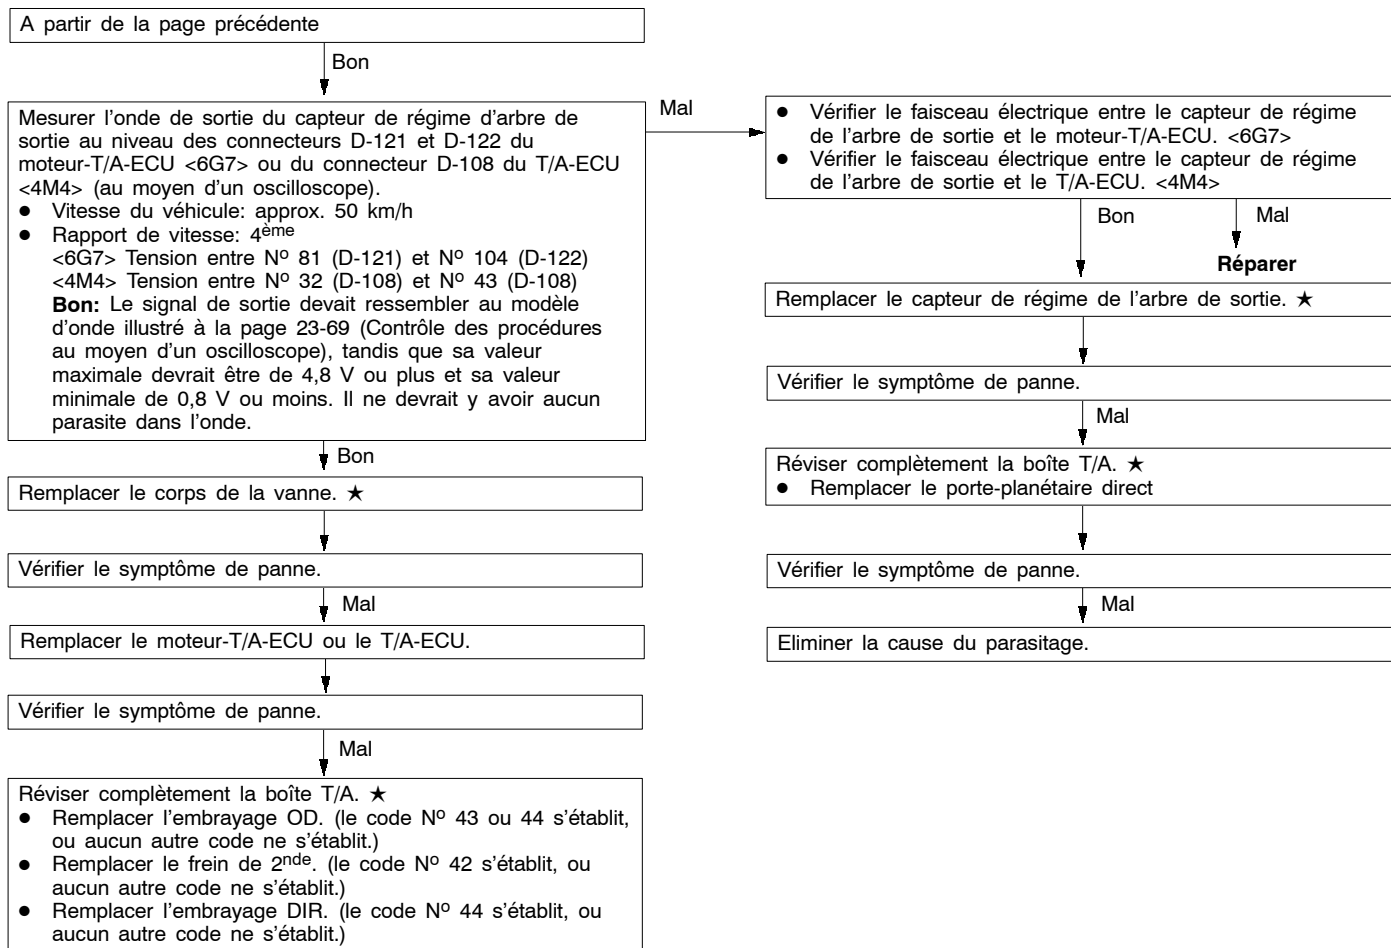 A partir de la page précédente
Bon
Mesurer l'onde de sortie du capteur de régime d'arbre de
sortie au niveau des connecteurs D-121 et D-122 du
moteur-T/A-ECU <6G7> ou du connecteur D-108 du T/A-ECU
<4M4> (au moyen d'un oscilloscope).
● Vitesse du véhicule: approx. 50 km/h
● Rapport de vitesse: 4ème
<6G7> Tension entre Nº 81 (D-121) et Nº 104 (D-122)
<4M4> Tension entre Nº 32 (D-108) et Nº 43 (D-108)
Bon: Le signal de sortie devait ressembler au modèle
d'onde illustré à la page 23-69 (Contrôle des procédures
au moyen d'un oscilloscope), tandis que sa valeur
maximale devrait être de 4,8 V ou plus et sa valeur
minimale de 0,8 V ou moins. Il ne devrait y avoir aucun
parasite dans l'onde.
Bon
Remplacer le corps de la vanne. ★
Vérifier le symptôme de panne.
Mal
Remplacer le moteur-T/A-ECU ou le T/A-ECU.
Vérifier le symptôme de panne.
Mal
Réviser complètement la boîte T/A. ★
● Remplacer l'embrayage OD. (le code Nº 43 ou 44 s'établit,
ou aucun autre code ne s'établit.)
● Remplacer le frein de 2nde. (le code Nº 42 s'établit, ou
aucun autre code ne s'établit.)
● Remplacer l'embrayage DIR. (le code Nº 44 s'établit, ou
aucun autre code ne s'établit.)
Mal
● Vérifier le faisceau électrique entre le capteur de régime
de l'arbre de sortie et le moteur-T/A-ECU. <6G7>
● Vérifier le faisceau électrique entre le capteur de régime
de l'arbre de sortie et le T/A-ECU. <4M4>
Bon
Mal
Réparer
Remplacer le capteur de régime de l'arbre de sortie. ★
Vérifier le symptôme de panne.
Mal
Réviser complètement la boîte T/A. ★
● Remplacer le porte-planétaire direct
Vérifier le symptôme de panne.
Mal
Eliminer la cause du parasitage.